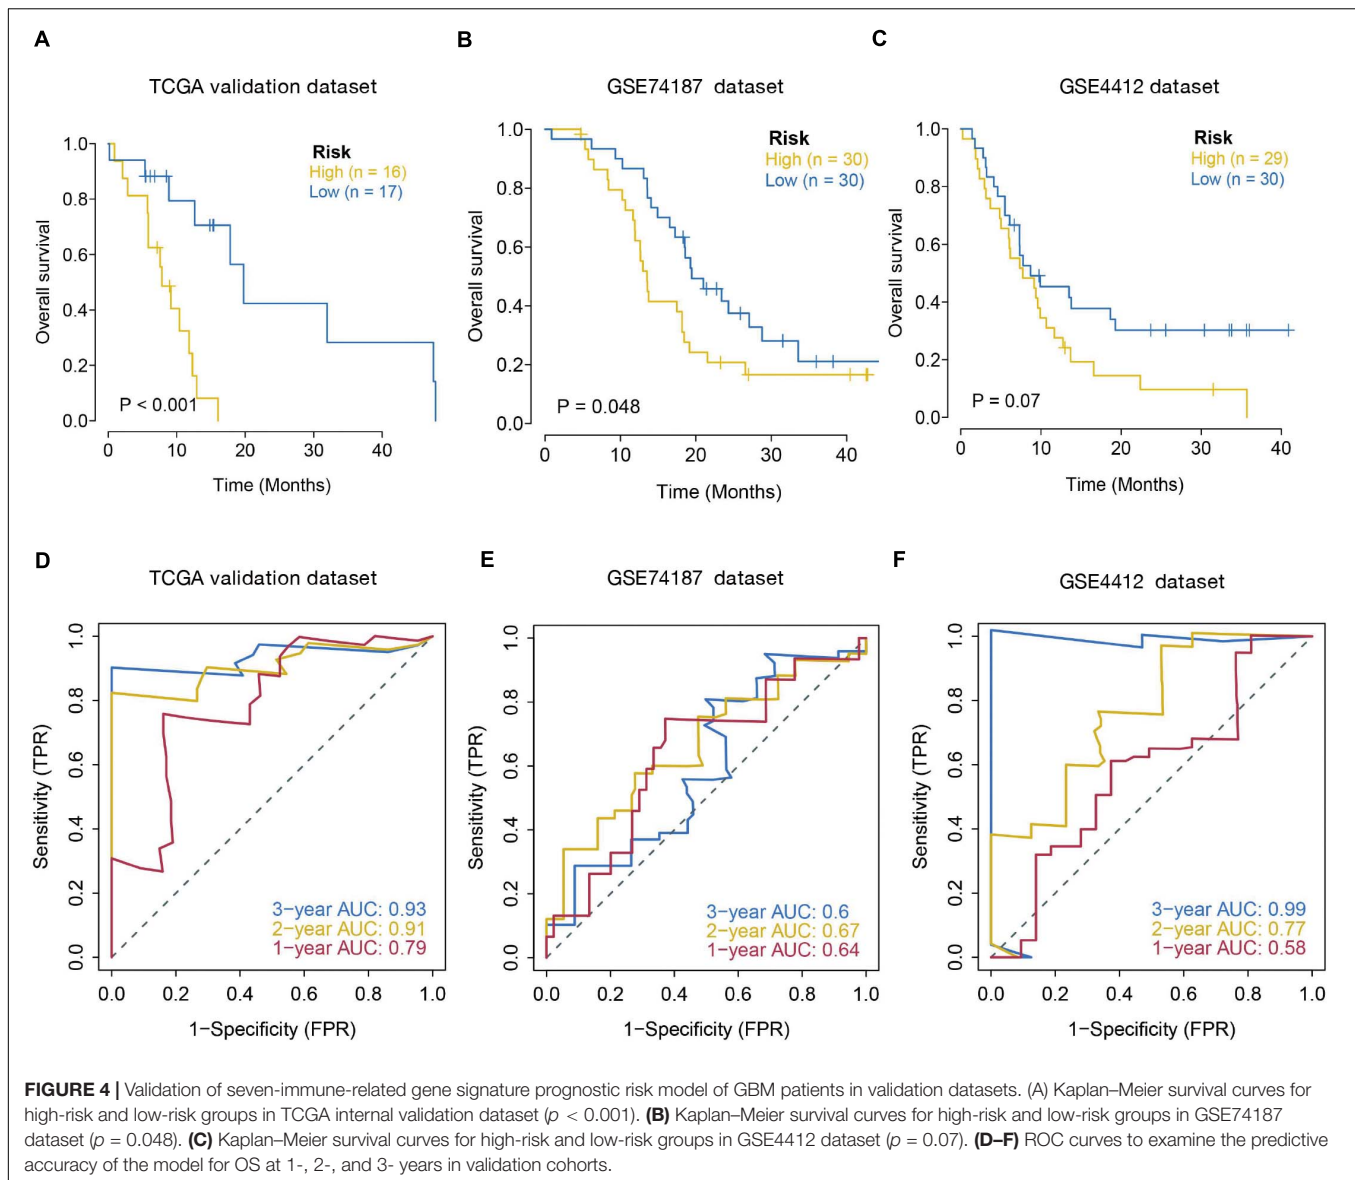 A
TCGA validation dataset
1.0
0.8
0.6
0.4
0.2
0.0
Overall survival
Risk
High (n = 16)
Low (n = 17)
P < 0.001
0 10 20 30 40
Time (Months)
B
GSE74187 dataset
1.0
0.8
0.6
0.4
0.2
0.0
Overall survival
Risk
High (n = 30)
Low (n = 30)
P = 0.048
0 10 20 30 40
Time (Months)
C
GSE4412 dataset
1.0
0.8
0.6
0.4
0.2
0.0
Overall survival
Risk
High (n = 29)
Low (n = 30)
P = 0.07
0 10 20 30 40
Time (Months)
D
TCGA validation dataset
1.0
0.8
0.6
0.4
0.2
0.0
Sensitivity (TPR)
3−year AUC: 0.93
2−year AUC: 0.91
1−year AUC: 0.79
0.0 0.2 0.4 0.6 0.8 1.0
1−Specificity (FPR)
E
GSE74187 dataset
1.0
0.8
0.6
0.4
0.2
0.0
Sensitivity (TPR)
3−year AUC: 0.6
2−year AUC: 0.67
1−year AUC: 0.64
0.0 0.2 0.4 0.6 0.8 1.0
1−Specificity (FPR)
F
GSE4412 dataset
1.0
0.8
0.6
0.4
0.2
0.0
Sensitivity (TPR)
3−year AUC: 0.99
2−year AUC: 0.77
1−year AUC: 0.58
0.0 0.2 0.4 0.6 0.8 1.0
1−Specificity (FPR)
FIGURE 4 | Validation of seven-immune-related gene signature prognostic risk model of GBM patients in validation datasets. (A) Kaplan–Meier survival curves for
high-risk and low-risk groups in TCGA internal validation dataset (p < 0.001). (B) Kaplan–Meier survival curves for high-risk and low-risk groups in GSE74187
dataset (p = 0.048). (C) Kaplan–Meier survival curves for high-risk and low-risk groups in GSE4412 dataset (p = 0.07). (D–F) ROC curves to examine the predictive
accuracy of the model for OS at 1-, 2-, and 3- years in validation cohorts.